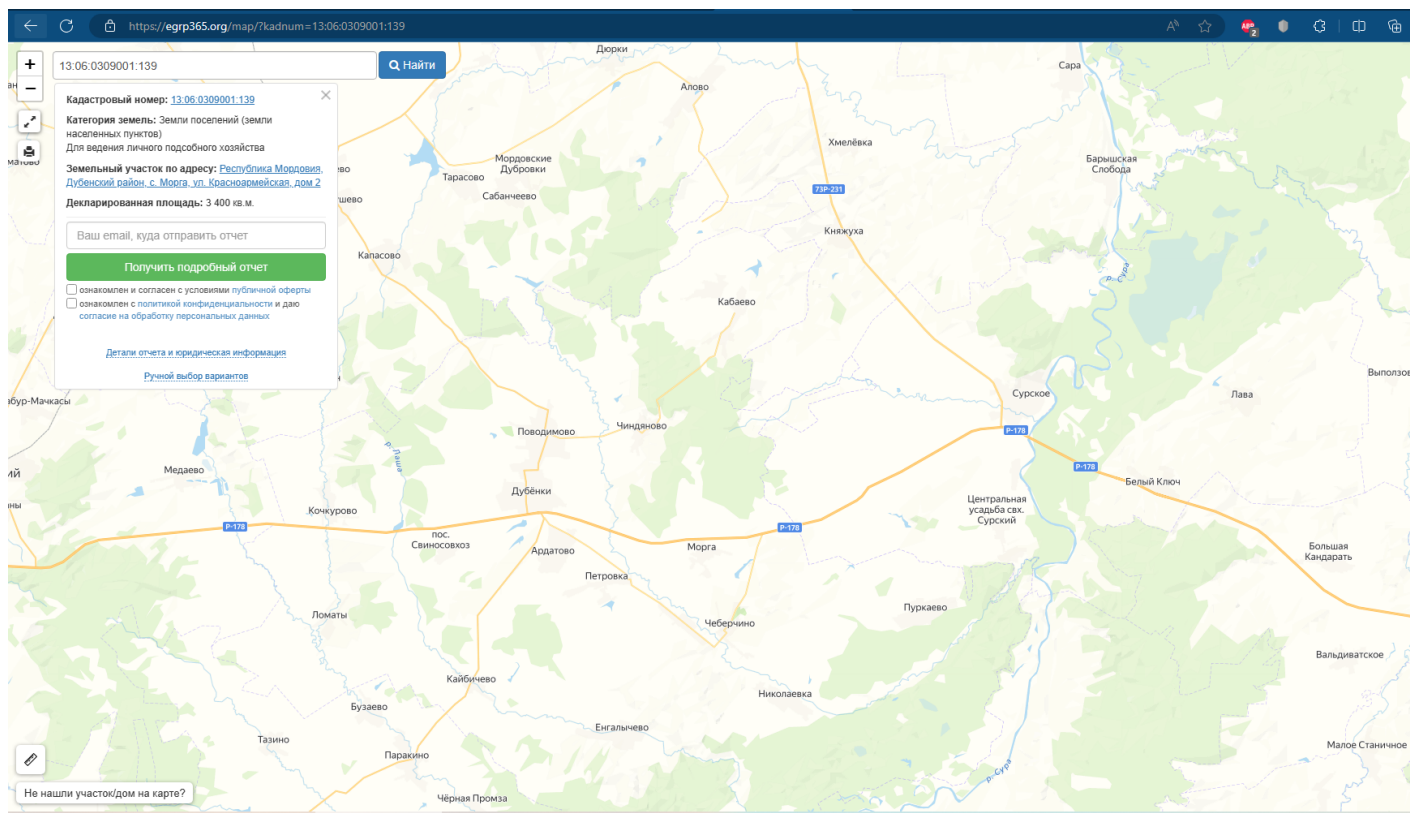 https://egrp365.org/map/?kadnum=13:06:0309001:139
2
+
13:06:0309001:139
Найти
−
Кадастровый номер: 13:06:0309001:139
Категория земель: Земли поселений (земли
населенных пунктов)
Для ведения личного подсобного хозяйства
Земельный участок по адресу: Республика Мордовия,
Дубенский район, с. Морга, ул. Красноармейская, дом 2
Декларированная площадь: 3 400 кв.м.
Ваш email, куда отправить отчет
Получить подробный отчет
ознакомлен и согласен с условиями публичной оферты
ознакомлен с политикой конфиденциальности и даю
согласие на обработку персональных данных
Детали отчета и юридическая информация
Ручной выбор вариантов
Дюрки
Сара
Алово
Хмелёвка
Мордовские
Дубровки
Барышская
Слобода
Тарасово
73Р-231
Сабанчеево
Княжуха
Капасово
р. Сура
Кабаево
Выползов
Сурское
Лава
Чиндяново
Поводимово
Р-178
р. Лаша
Медаево
Р-178
Белый Ключ
Дубёнки
Центральная
усадьба свх.
Сурский
Кочкурово
Р-178
Р-178
пос.
Свиносовхоз
Ардатово
Морга
Большая
Кандарать
Петровка
Пуркаево
Ломаты
Чеберчино
Вальдиватское
Кайбичево
Николаевка
Бузаево
Енгалычево
Тазино
Паракино
Малое Станичное
р. Сура
Не нашли участок/дом на карте?
Чёрная Промза